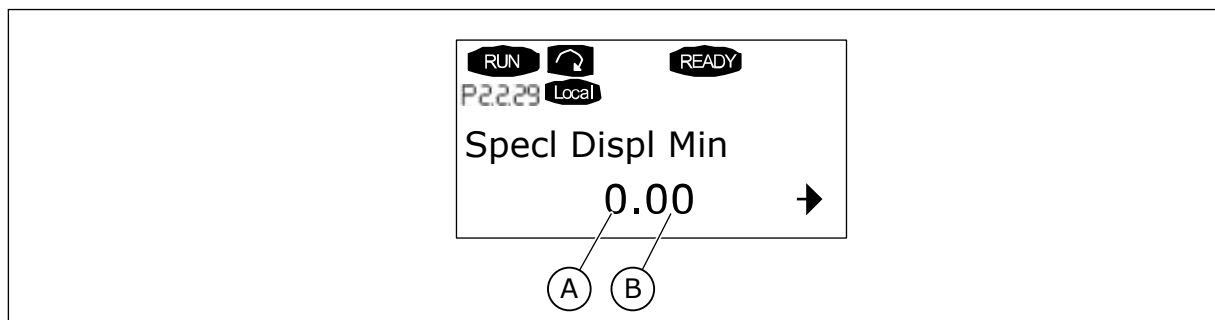 RUN READY
P2.2.29 Local
Specl Displ Min
0.00
A B